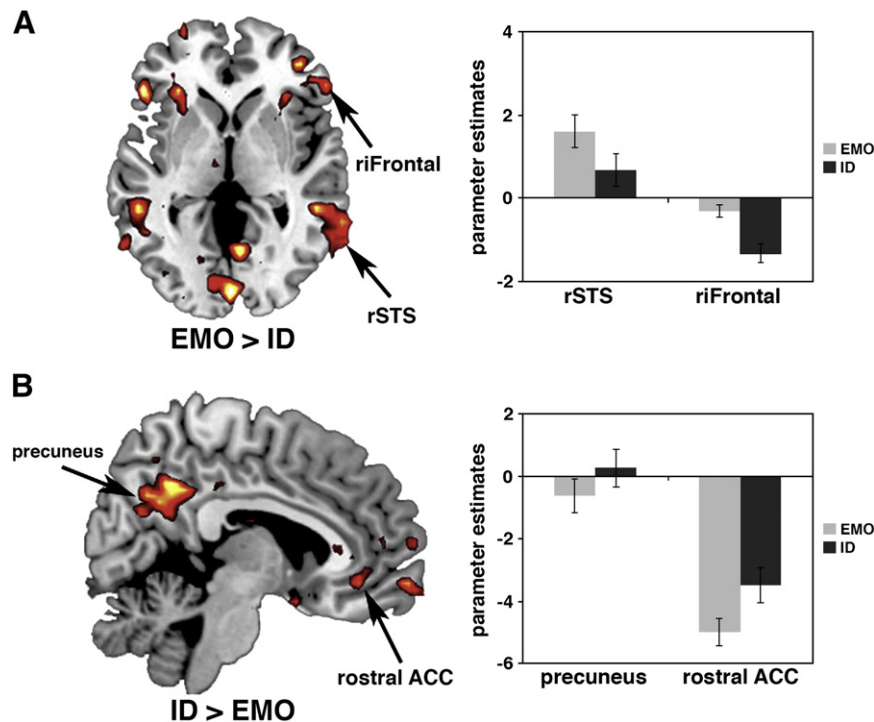 A
riFrontal
rSTS
EMO > ID
parameter estimates
4
2
0
-2
rSTS riFrontal
EMO
ID
B
precuneus
rostral ACC
ID > EMO
parameter estimates
2
0
-2
-4
-6
precuneus rostral ACC
EMO
ID